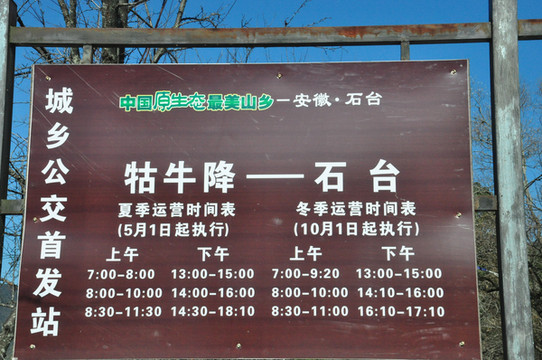 城乡公交首发站
中国原生态最美山乡—安徽·石台
牯牛降——石台
夏季运营时间表 冬季运营时间表
(5月1日起执行) (10月1日起执行)
上午 下午 上午 下午
7:00-8:00 13:00-15:00 7:00-9:20 13:00-15:00
8:00-10:00 14:00-16:00 8:00-10:00 14:10-16:00
8:30-11:30 14:30-18:10 8:30-11:00 16:10-17:10